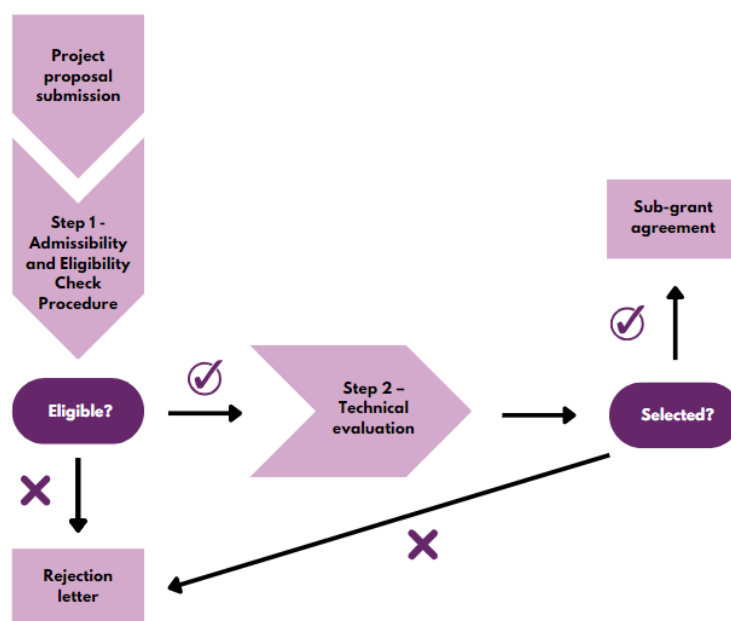 Project
proposal
submission
Step 1 -
Admissibility
and Eligibility
Check
Procedure
Eligible?
Step 2 –
Technical
evaluation
Selected?
Sub-grant
agreement
Rejection
letter